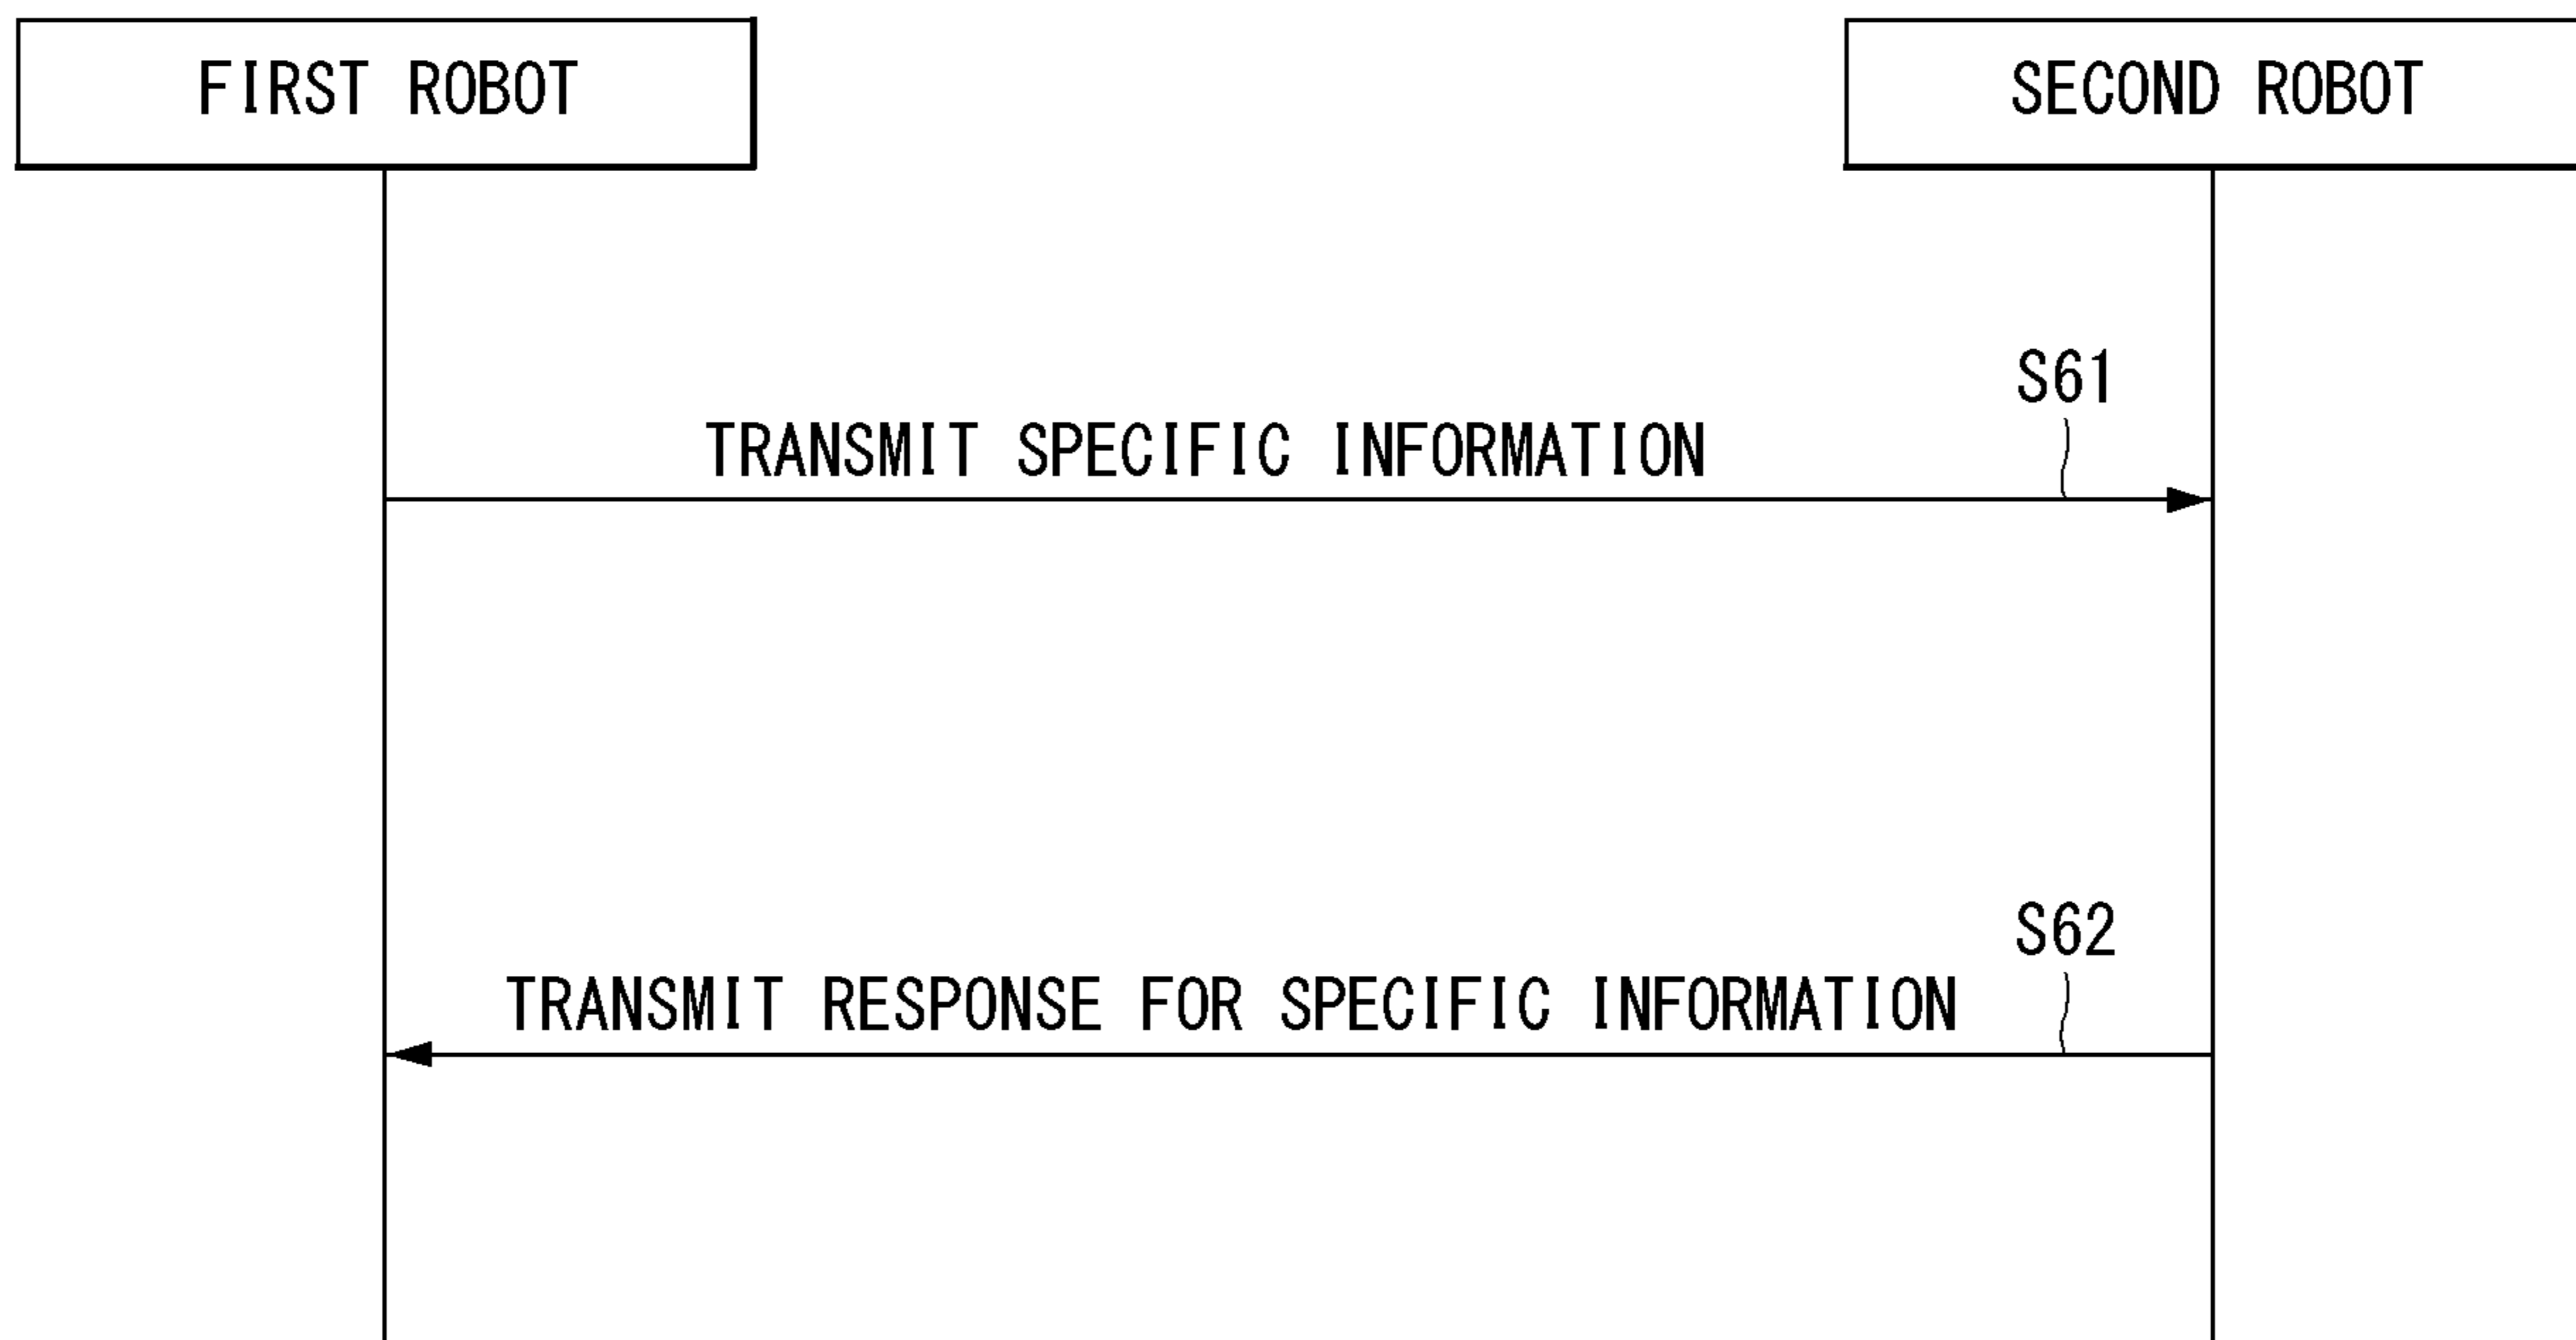 FIRST ROBOT
SECOND ROBOT
S61
TRANSMIT SPECIFIC INFORMATION
S62
TRANSMIT RESPONSE FOR SPECIFIC INFORMATION